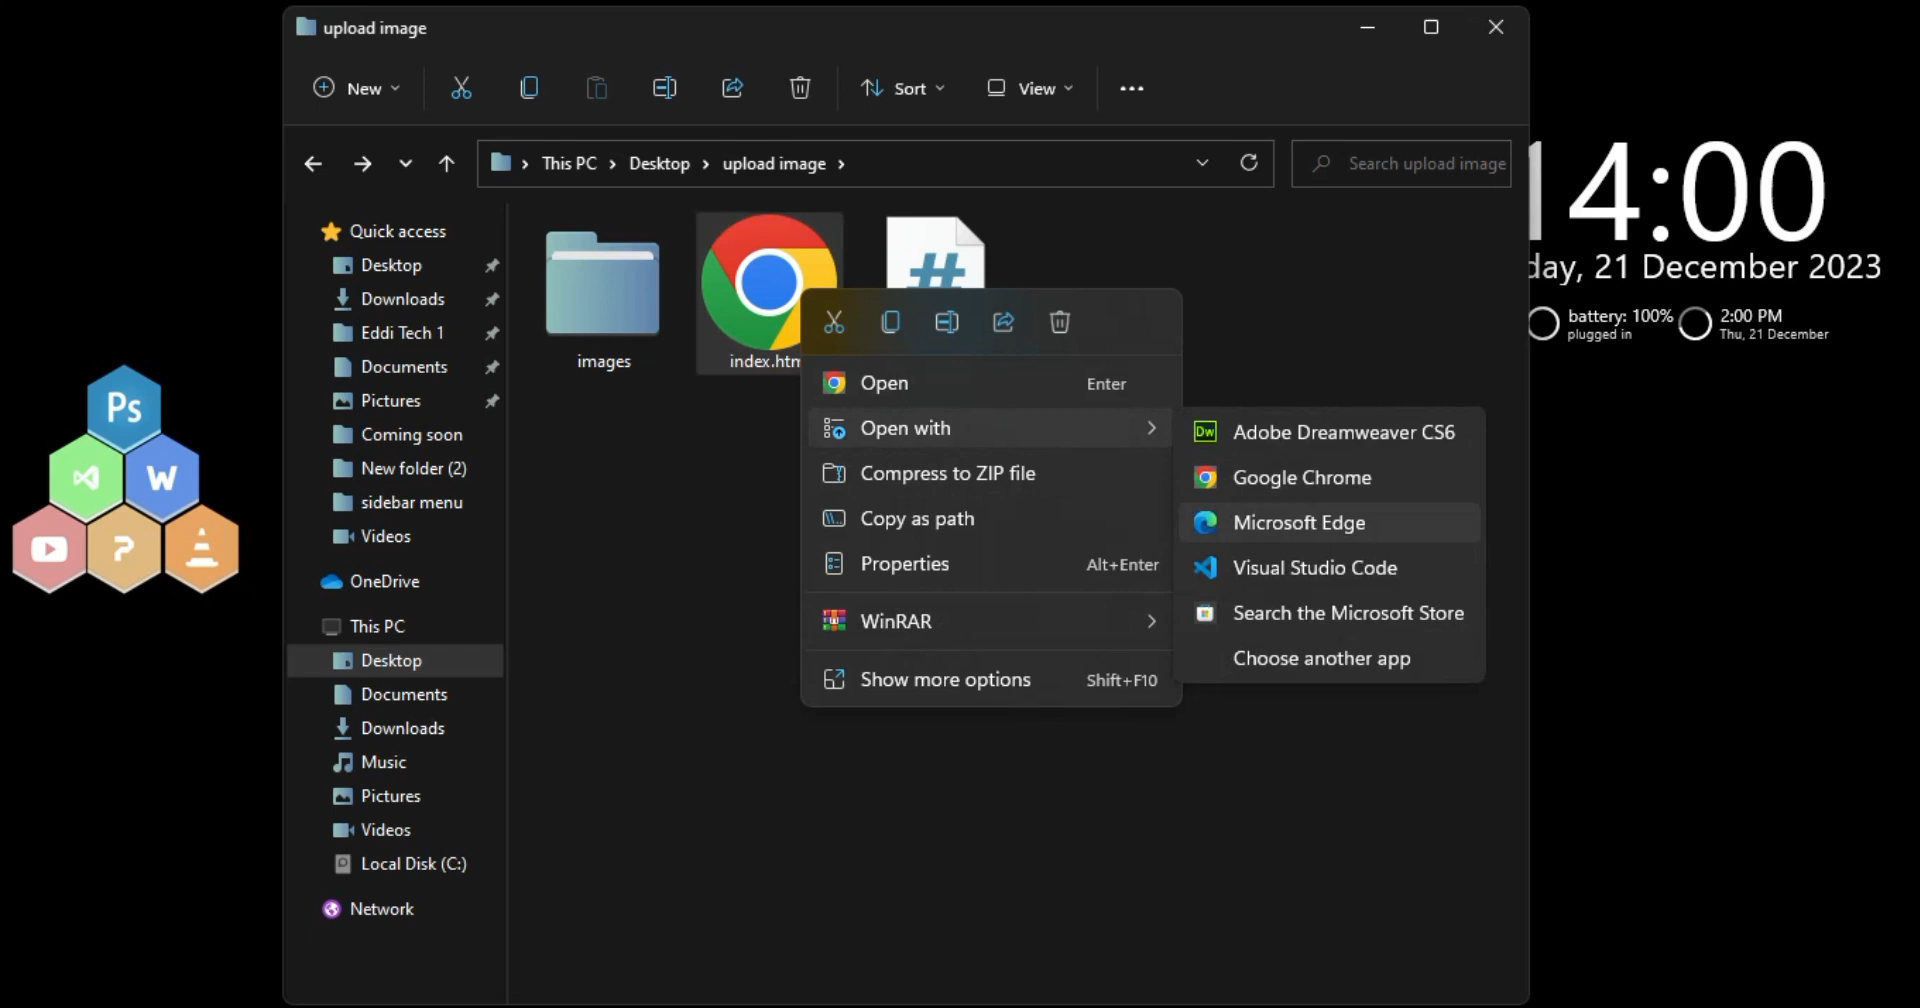 upload image
New
Sort
View
This PC
Desktop
upload image
Search upload image
Quick access
Desktop
Downloads
Eddi Tech 1
Documents
Pictures
Coming soon
New folder (2)
sidebar menu
Videos
OneDrive
This PC
Desktop
Documents
Downloads
Music
Pictures
Videos
Local Disk (C:)
Network
images
index.htm
#
Open Enter
Open with
Compress to ZIP file
Copy as path
Properties Alt+Enter
WinRAR
Show more options Shift+F10
Dw Adobe Dreamweaver CS6
Google Chrome
Microsoft Edge
Visual Studio Code
Search the Microsoft Store
Choose another app
14:00
day, 21 December 2023
battery: 100%
plugged in
2:00 PM
Thu, 21 December
Ps
W
P